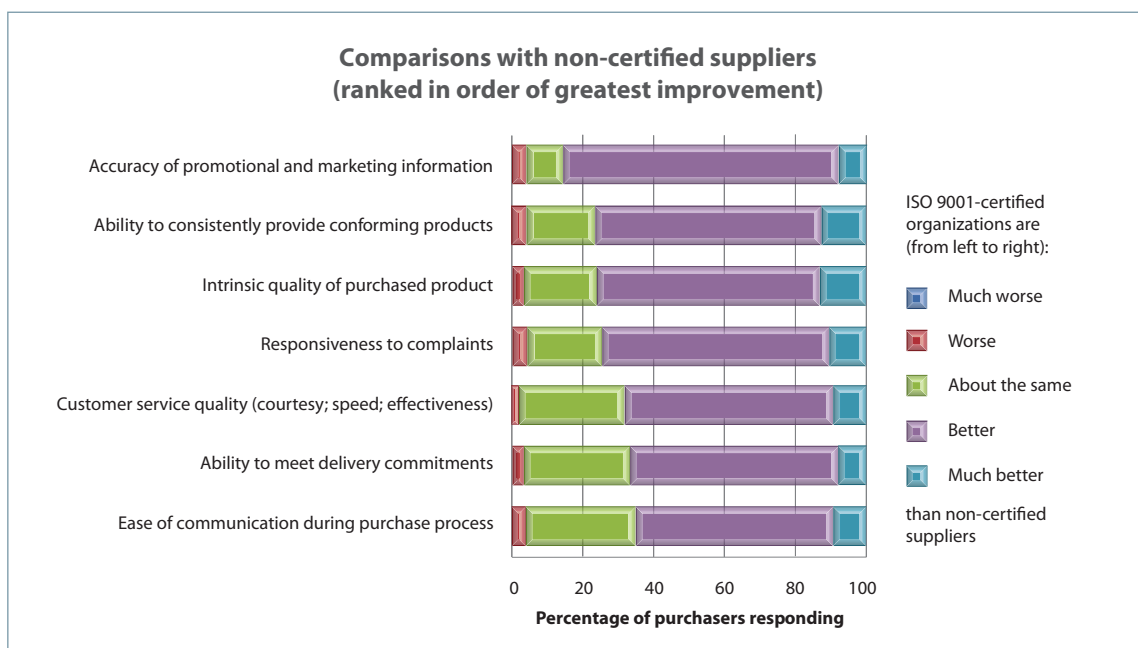 Comparisons with non-certified suppliers
(ranked in order of greatest improvement)
Accuracy of promotional and marketing information
Ability to consistently provide conforming products
Intrinsic quality of purchased product
Responsiveness to complaints
Customer service quality (courtesy; speed; effectiveness)
Ability to meet delivery commitments
Ease of communication during purchase process
0 20 40 60 80 100
Percentage of purchasers responding
ISO 9001-certified
organizations are
(from left to right):
Much worse
Worse
About the same
Better
Much better
than non-certified
suppliers